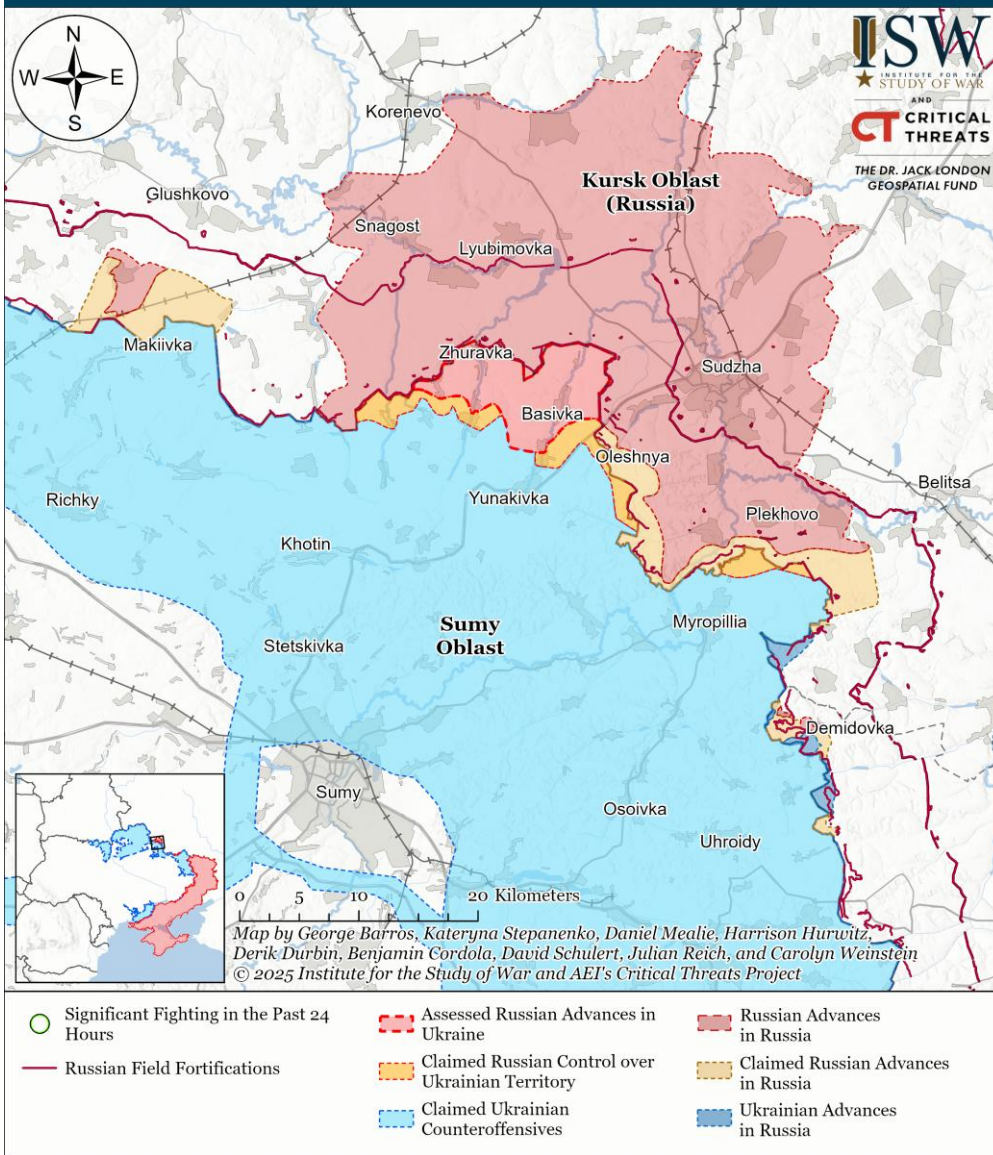 N
W E
S
ISW
INSTITUTE FOR THE
STUDY OF WAR
AND
CT CRITICAL
THREATS
THE DR. JACK LONDON
GEOSPATIAL FUND
Korenevo
Kursk Oblast
(Russia)
Glushkovo
Snagost
Lyubimovka
Makiivka
Zhuravka
Sudzha
Basivka
Oleshnya
Belitsa
Richky
Yunakivka
Plekhovo
Khotin
Sumy
Oblast
Myropillia
Stetskivka
Demidovka
Sumy
Osoivka
Uhroidy
0 5 10 20 Kilometers
Map by George Barros, Kateryna Stepanenko, Daniel Mealie, Harrison Hurwitz,
Derik Durbin, Benjamin Cordola, David Schulert, Julian Reich, and Carolyn Weinstein
© 2025 Institute for the Study of War and AEI's Critical Threats Project
Significant Fighting in the Past 24
Hours
Russian Field Fortifications
Assessed Russian Advances in
Ukraine
Claimed Russian Control over
Ukrainian Territory
Claimed Ukrainian
Counteroffensives
Russian Advances
in Russia
Claimed Russian Advances
in Russia
Ukrainian Advances
in Russia